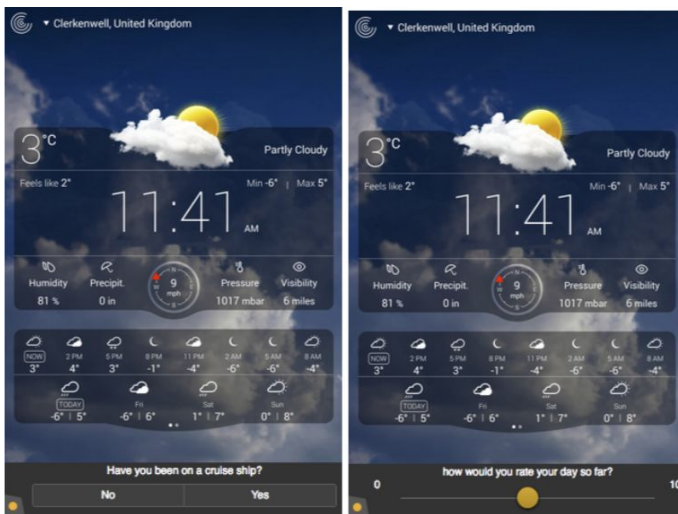 Clerkenwell, United Kingdom
3°C
Partly Cloudy
Feels like 2°
Min -6° | Max 5°
11:41 AM
N
W
S
9
mph
Humidity
Precipit.
Pressure
Visibility
81 %
0 in
1017 mbar
6 miles
NOW 2 PM 5 PM 8 PM 11 PM 2 AM 5 AM 8 AM
3° 4° 3° -1° -4° -6° -6° -4°
TODAY Fri Sat Sun
-6° | 5° -6° | 6° 1° | 7° 0° | 8°
Have you been on a cruise ship?
No Yes
Clerkenwell, United Kingdom
3°C
Partly Cloudy
Feels like 2°
Min -6° | Max 5°
11:41 AM
N
W
S
9
mph
Humidity
Precipit.
Pressure
Visibility
81 %
0 in
1017 mbar
6 miles
NOW 2 PM 5 PM 8 PM 11 PM 2 AM 5 AM 8 AM
3° 4° 3° -1° -4° -6° -6° -4°
TODAY Fri Sat Sun
-6° | 5° -6° | 6° 1° | 7° 0° | 8°
how would you rate your day so far?
0 10